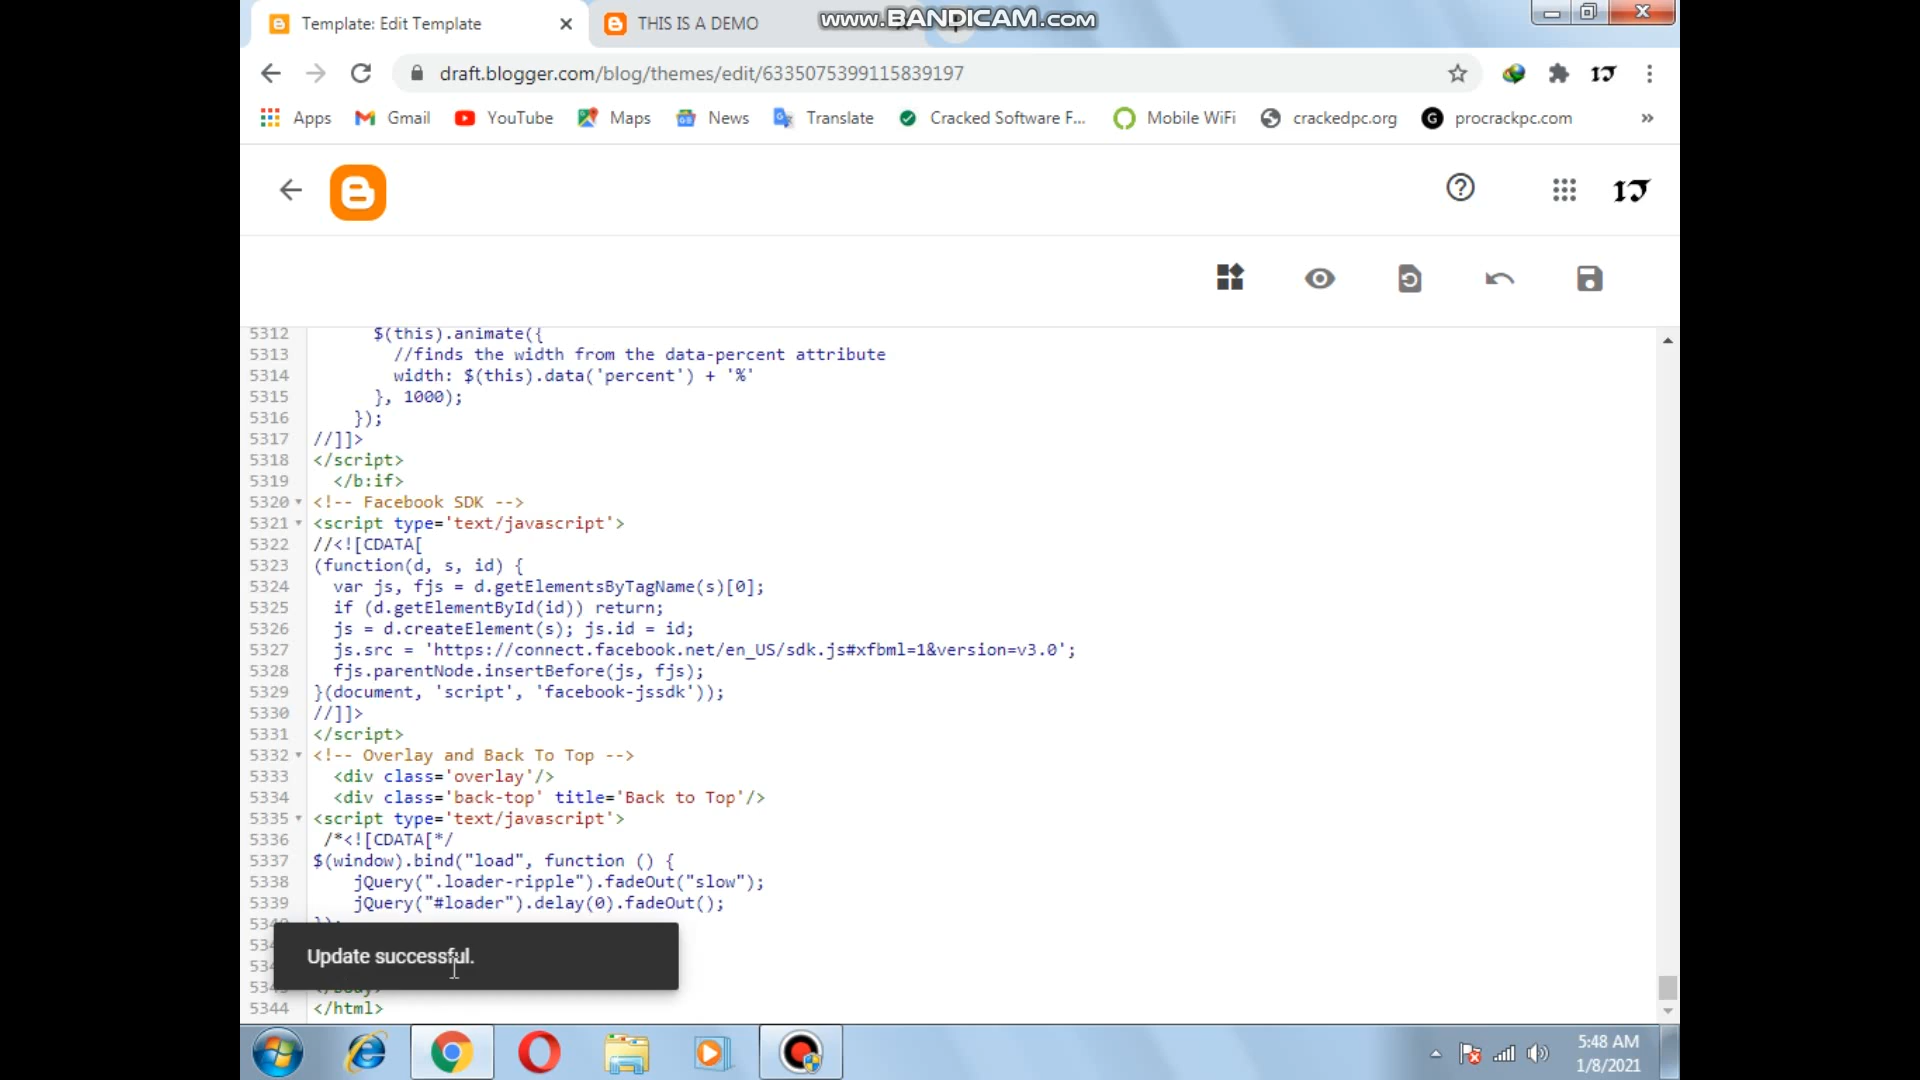 Template: Edit Template
THIS IS A DEMO
www.BANDICAM.com
draft.blogger.com/blog/themes/edit/6335075399115839197
Apps
Gmail
YouTube
Maps
News
Translate
Cracked Software F...
Mobile WiFi
crackedpc.org
procrackpc.com
5312 $(this).animate({
5313 //finds the width from the data-percent attribute
5314 width: $(this).data('percent') + '%'
5315 }, 1000);
5316 });
5317 //]]>
5318 </script>
5319 </b:if>
5320 <!-- Facebook SDK -->
5321 <script type='text/javascript'>
5322 //<![CDATA[
5323 (function(d, s, id) {
5324 var js, fjs = d.getElementsByTagName(s)[0];
5325 if (d.getElementById(id)) return;
5326 js = d.createElement(s); js.id = id;
5327 js.src = 'https://connect.facebook.net/en_US/sdk.js#xfbml=1&version=v3.0';
5328 fjs.parentNode.insertBefore(js, fjs);
5329 }(document, 'script', 'facebook-jssdk'));
5330 //]]>
5331 </script>
5332 <!-- Overlay and Back To Top -->
5333 <div class='overlay'/>
5334 <div class='back-top' title='Back to Top'/>
5335 <script type='text/javascript'>
5336 /*<![CDATA[*/
5337 $(window).bind("load", function () {
5338 jQuery(".loader-ripple").fadeOut("slow");
5339 jQuery("#loader").delay(0).fadeOut();
Update successful.
5344 </html>
5:48 AM
1/8/2021